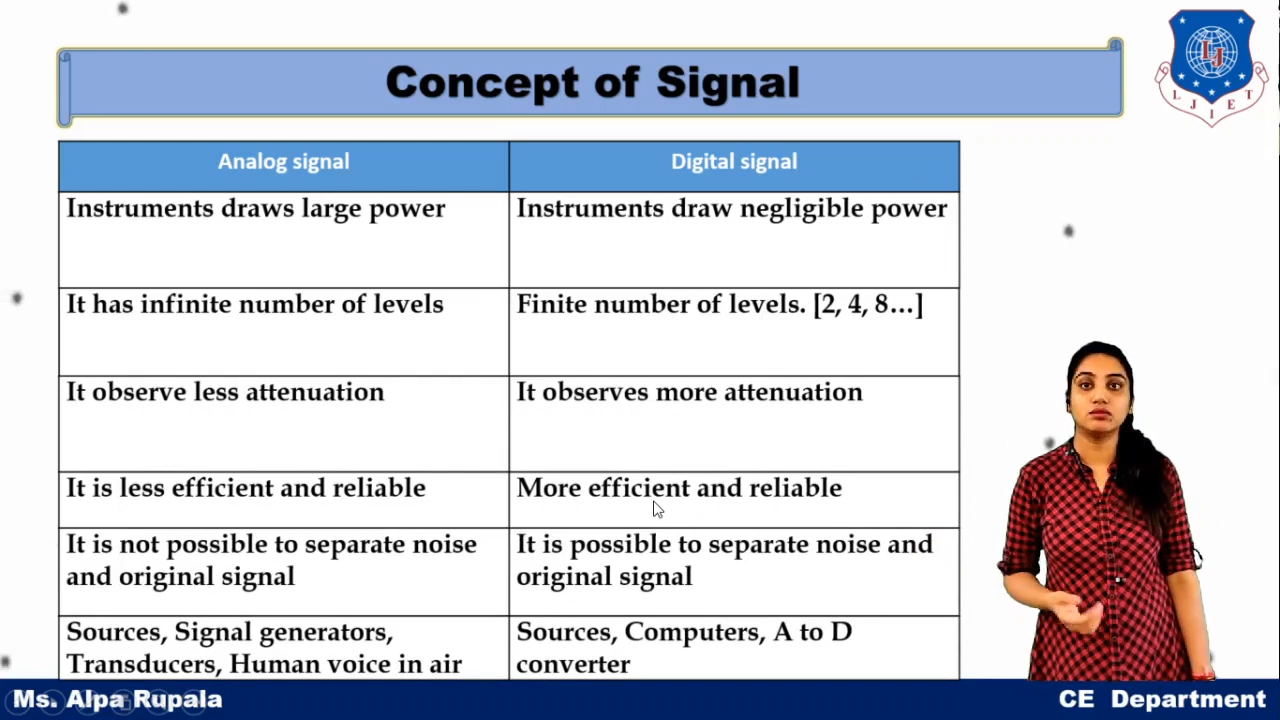 Concept of Signal
L J I E T
Analog signal
Digital signal
Instruments draws large power
Instruments draw negligible power
It has infinite number of levels
Finite number of levels. [2, 4, 8...]
It observe less attenuation
It observes more attenuation
It is less efficient and reliable
More efficient and reliable
It is not possible to separate noise
and original signal
It is possible to separate noise and
original signal
Sources, Signal generators,
Transducers, Human voice in air
Sources, Computers, A to D
converter
Ms. Alpa Rupala
CE Department